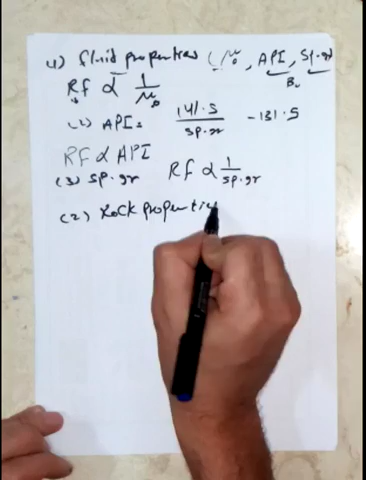 (1) fluid properties (μo, API, sp.gr
Bo
Rf ∝ 1/μo
(2) API = 141.5/sp.gr - 131.5
Rf ∝ API
(3) sp.gr Rf ∝ 1/sp.gr
(2) Rock properti